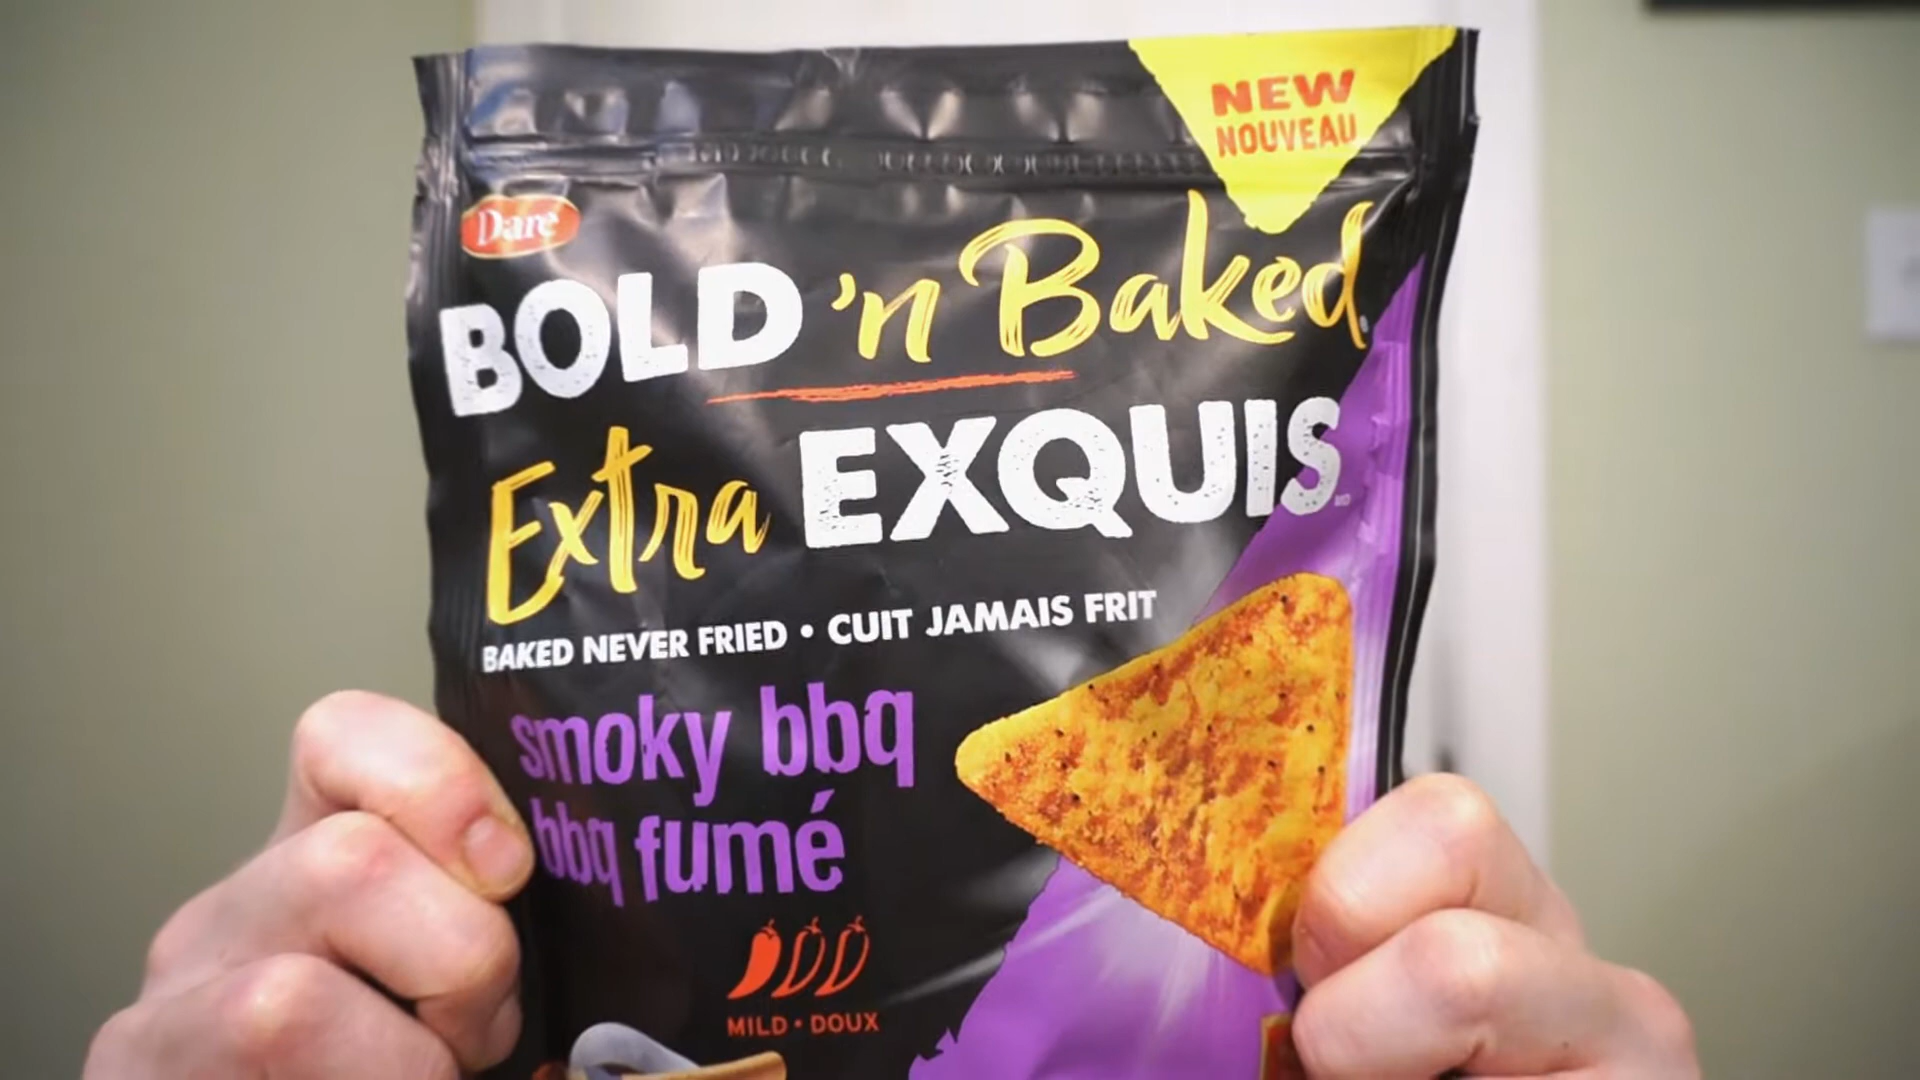 NEW
NOUVEAU
Dare
BOLD 'n Baked
Extra EXQUIS
BAKED NEVER FRIED • CUIT JAMAIS FRIT
smoky bbq
bbq fumé
MILD • DOUX